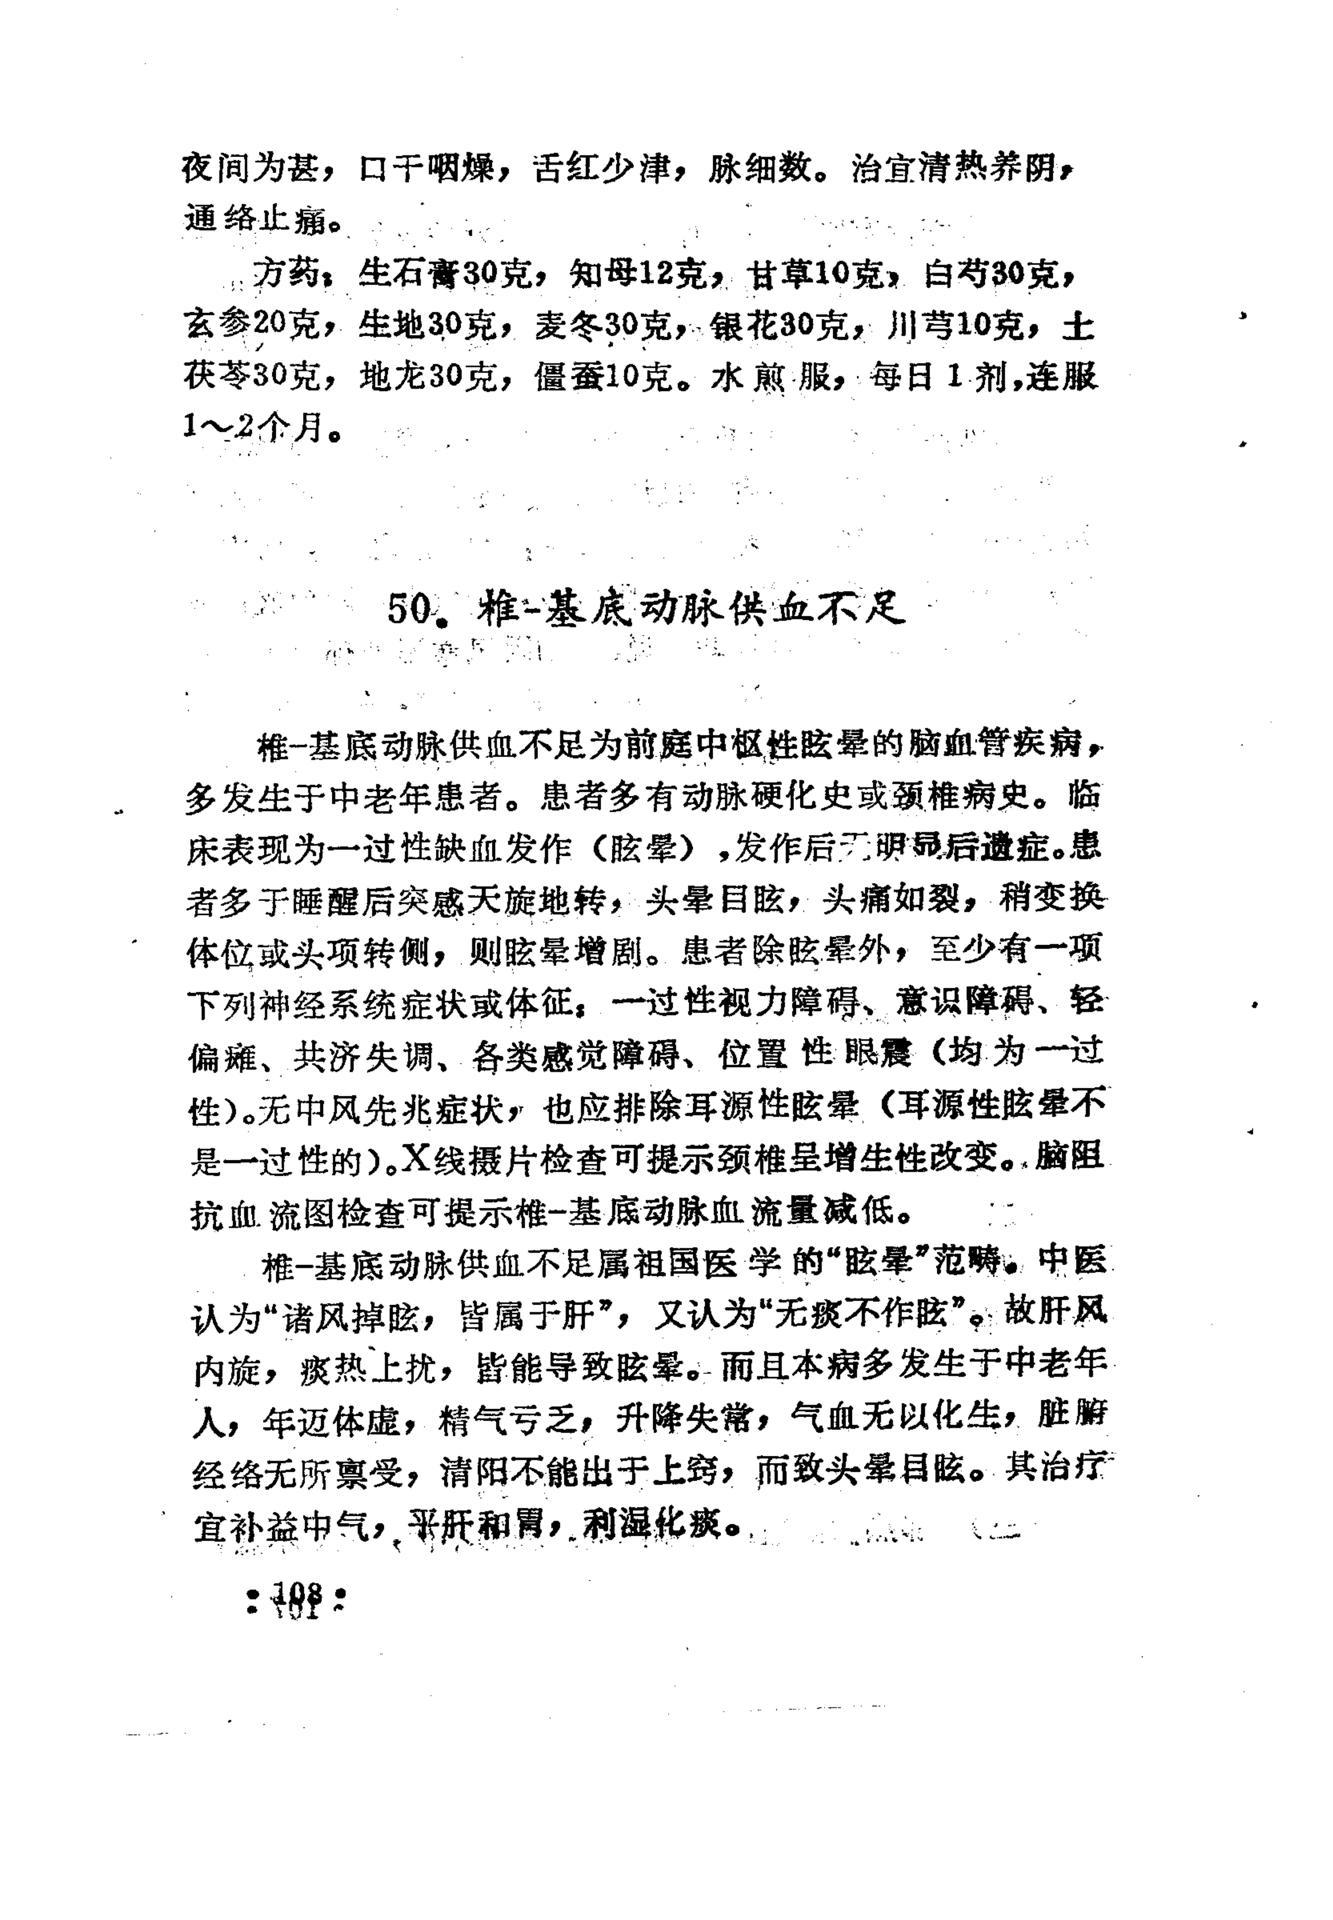 夜间为甚，口干咽燥，舌红少津，脉细数。治宜清热养阴，
通络止痛。
方药：生石膏30克，知母12克，甘草10克，白芍30克，
玄参20克，生地30克，麦冬30克，银花30克，川芎10克，土
茯苓30克，地龙30克，僵蚕10克。水煎服，每日1剂，连服
1～2个月。
50．椎-基底动脉供血不足
椎-基底动脉供血不足为前庭中枢性眩晕的脑血管疾病，
多发生于中老年患者。患者多有动脉硬化史或颈椎病史。临
床表现为一过性缺血发作（眩晕），发作后无明显后遗症。患
者多于睡醒后突感天旋地转，头晕目眩，头痛如裂，稍变换
体位或头项转侧，则眩晕增剧。患者除眩晕外，至少有一项
下列神经系统症状或体征：一过性视力障碍、意识障碍、轻
偏瘫、共济失调、各类感觉障碍、位置性眼震（均为一过
性）。无中风先兆症状，也应排除耳源性眩晕（耳源性眩晕不
是一过性的）。X线摄片检查可提示颈椎呈增生性改变。脑阻
抗血流图检查可提示椎-基底动脉血流量减低。
椎-基底动脉供血不足属祖国医学的“眩晕”范畴。中医
认为“诸风掉眩，皆属于肝”，又认为“无痰不作眩”。故肝风
内旋，痰热上扰，皆能导致眩晕。而且本病多发生于中老年
人，年迈体虚，精气亏乏，升降失常，气血无以化生，脏腑
经络无所禀受，清阳不能出于上窍，而致头晕目眩。其治疗
宜补益中气，平肝和胃，利湿化痰。
108